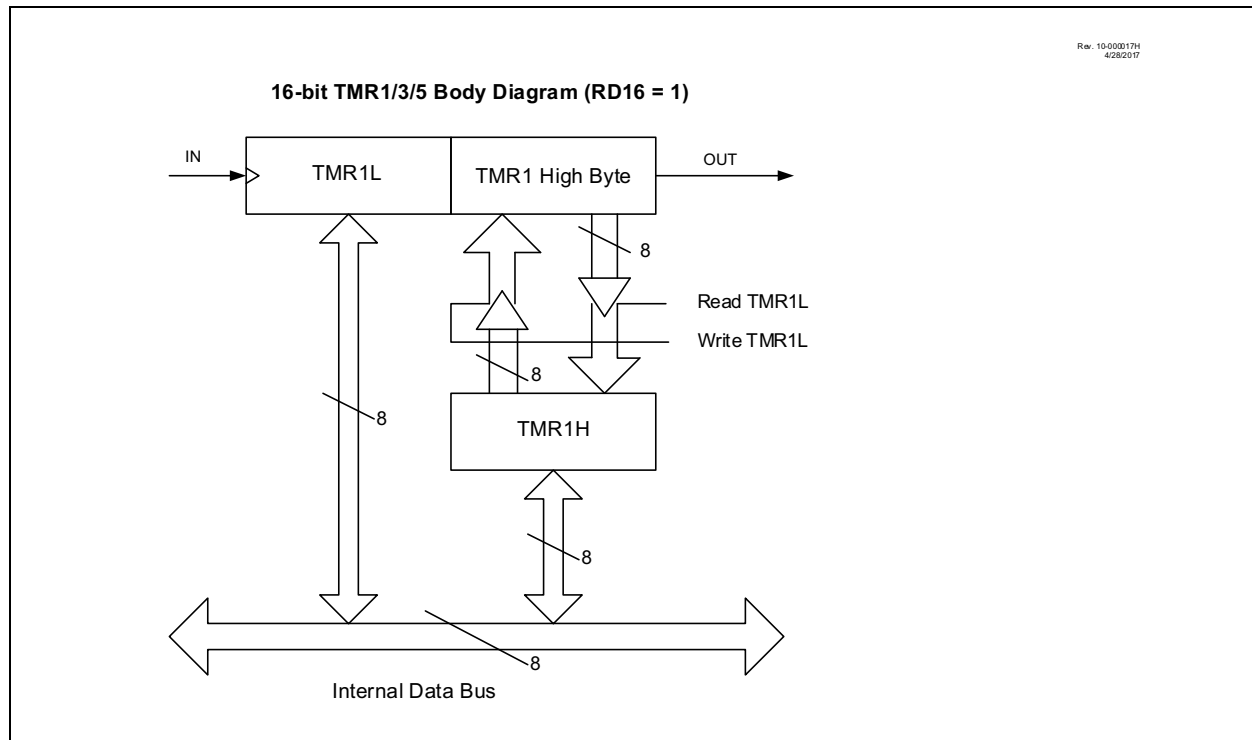 Rev. 10-000017H
4/28/2017
16-bit TMR1/3/5 Body Diagram (RD16 = 1)
IN
TMR1L
TMR1 High Byte
OUT
8
Read TMR1L
Write TMR1L
8
8
TMR1H
8
8
Internal Data Bus